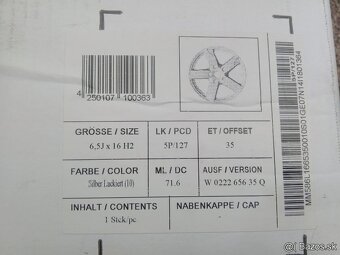 4 250107 100363
GRÖSSE / SIZE LK / PCD ET / OFFSET
6.5J x 16 H2 5P/127 35
FARBE / COLOR ML / DC AUSF / VERSION
Silber Lackiert (10) 71.6 W 0222 656 35 Q
INHALT / CONTENTS NABENKAPPE / CAP
1 Stck/pc
5P127
bazos.sk